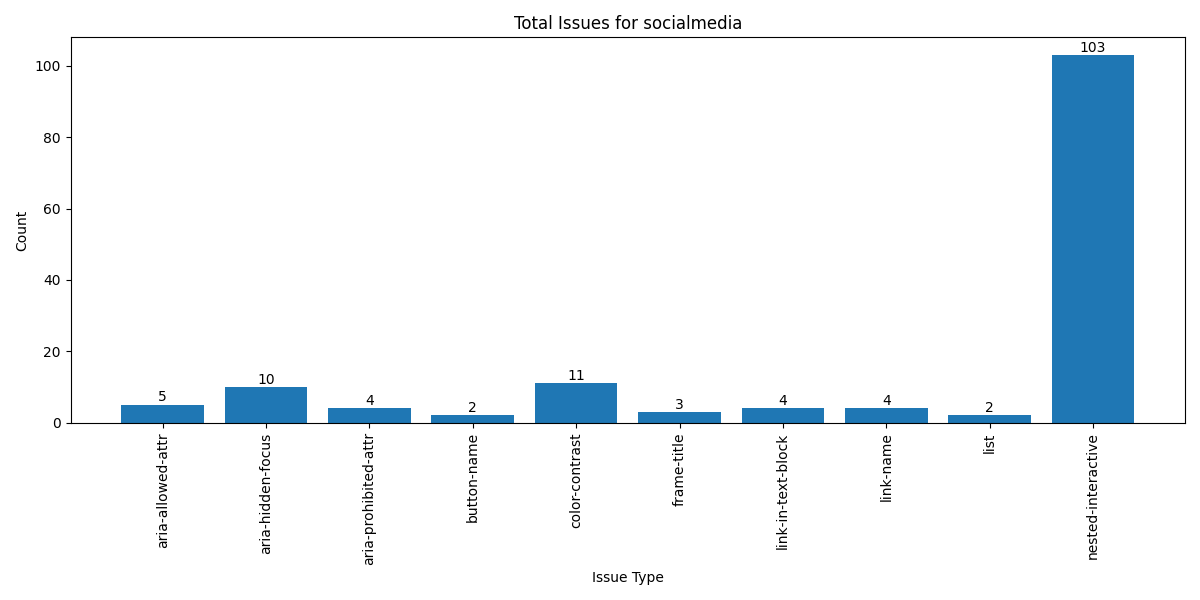 Total Issues for socialmedia
Count
100
80
60
40
20
0
5
10
4
2
11
3
4
4
2
103
aria-allowed-attr
aria-hidden-focus
aria-prohibited-attr
button-name
color-contrast
frame-title
link-in-text-block
link-name
list
nested-interactive
Issue Type